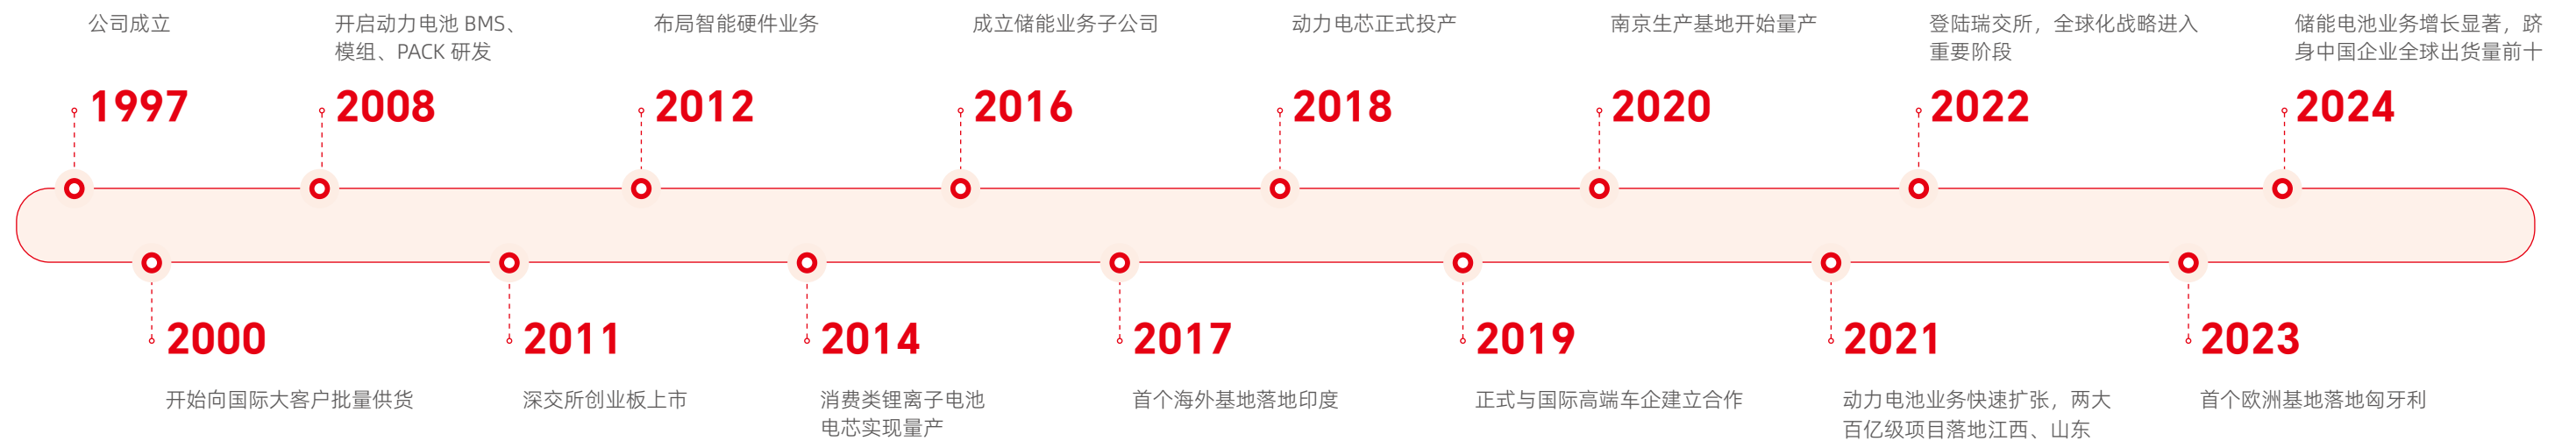 公司成立
1997
开启动力电池 BMS、
模组、PACK 研发
2008
布局智能硬件业务
2012
成立储能业务子公司
2016
动力电芯正式投产
2018
南京生产基地开始量产
2020
登陆瑞交所，全球化战略进入
重要阶段
2022
储能电池业务增长显著，跻
身中国企业全球出货量前十
2024
2000
开始向国际大客户批量供货
2011
深交所创业板上市
2014
消费类锂离子电池
电芯实现量产
2017
首个海外基地落地印度
2019
正式与国际高端车企建立合作
2021
动力电池业务快速扩张，两大
百亿级项目落地江西、山东
2023
首个欧洲基地落地匈牙利